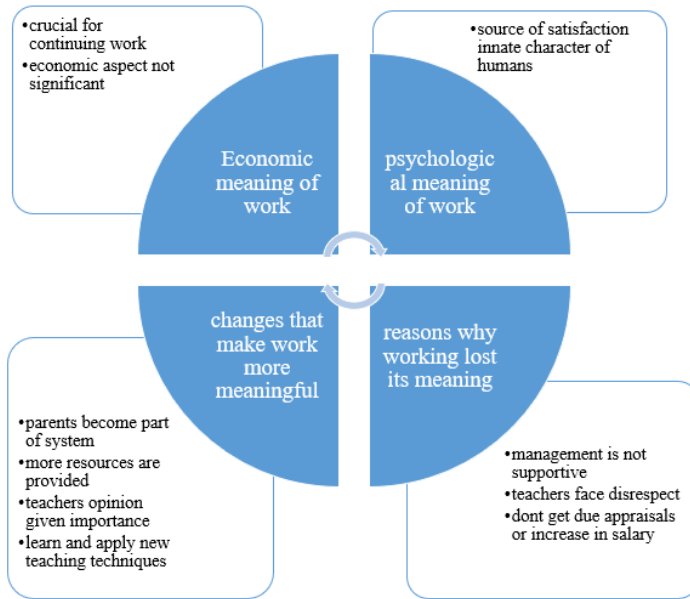 •crucial for
continuing work
•economic aspect not
significant
•source of satisfaction
innate character of
humans
Economic
meaning of
work
psychologic
al meaning
of work
changes that
make work
more
meaningful
reasons why
working lost
its meaning
•parents become part
of system
•more resources are
provided
•teachers opinion
given importance
•learn and apply new
teaching techniques
•management is not
supportive
•teachers face disrespect
•dont get due appraisals
or increase in salary